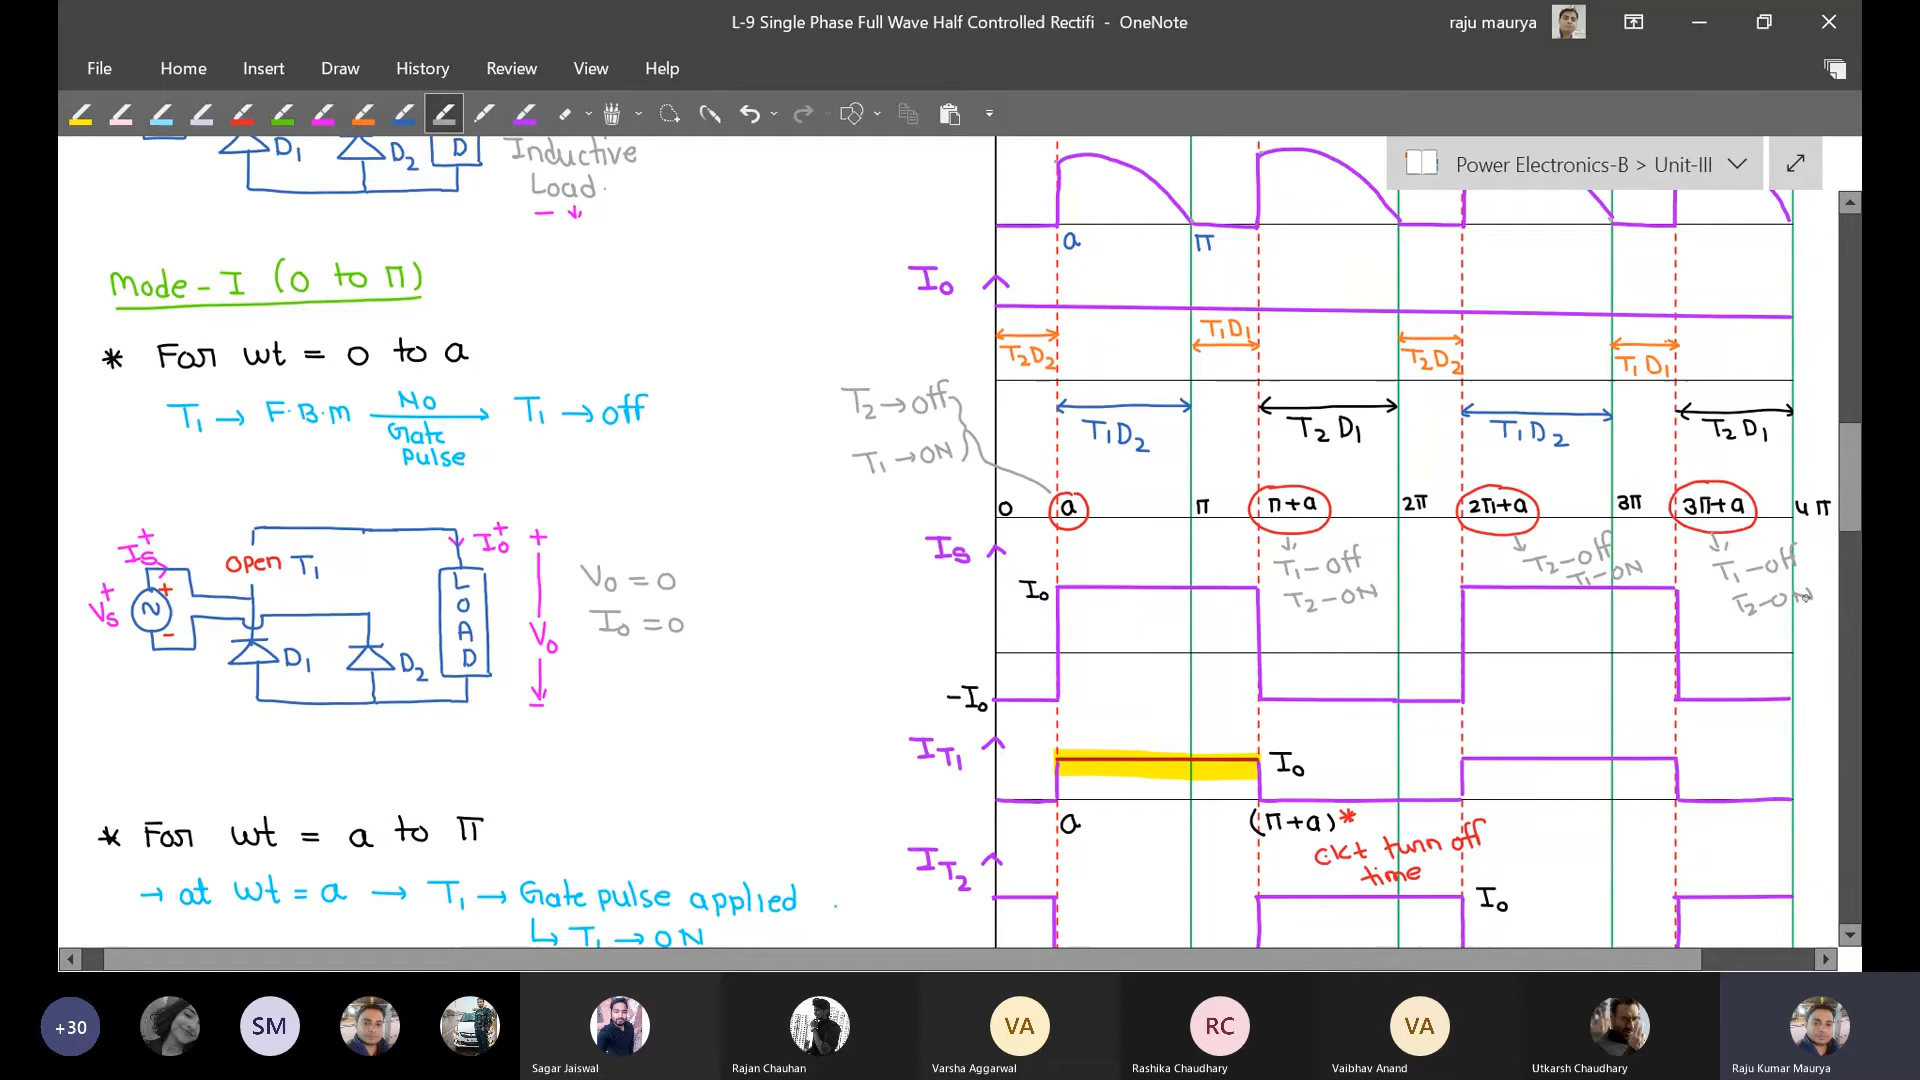 L-9 Single Phase Full Wave Half Controlled Rectifi - OneNote
raju maurya
File Home Insert Draw History Review View Help
Power Electronics-B > Unit-III
D1 D2 D
Inductive
Load.
-
Mode-I (0 to π)
* For wt = 0 to a
T1 → F.B.M No Gate Pulse → T1 → off
Is +
open T1
Io + +
Vs +
+
-
D1 D2
LOAD
Vo
-
Vo = 0
Io = 0
* For wt = a to π
→ at wt = a → T1 → Gate pulse applied
↳ T1 → ON
a π
Io
T2D2 T1D1 T2D2 T1D1
T2 → off
T1 → ON
T1D2 T2D1 T1D2 T2D1
0 a π π+a 2π 2π+a 3π 3π+a 4π
Is
T1-off
T2-ON
T2-off
T1-ON
T1-off
T2-ON
Io
-Io
IT1
Io
a (π+a)*
ckt turn off
time
IT2
Io
+30
SM
VA
RC
VA
Sagar Jaiswal
Rajan Chauhan
Varsha Aggarwal
Rashika Chaudhary
Vaibhav Anand
Utkarsh Chaudhary
Raju Kumar Maurya